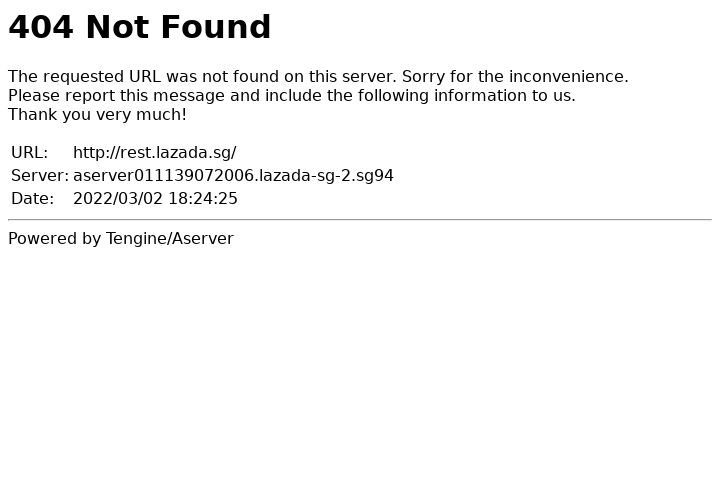 404 Not Found
The requested URL was not found on this server. Sorry for the inconvenience.
Please report this message and include the following information to us.
Thank you very much!
URL: http://rest.lazada.sg/
Server: aserver011139072006.lazada-sg-2.sg94
Date: 2022/03/02 18:24:25
Powered by Tengine/Aserver